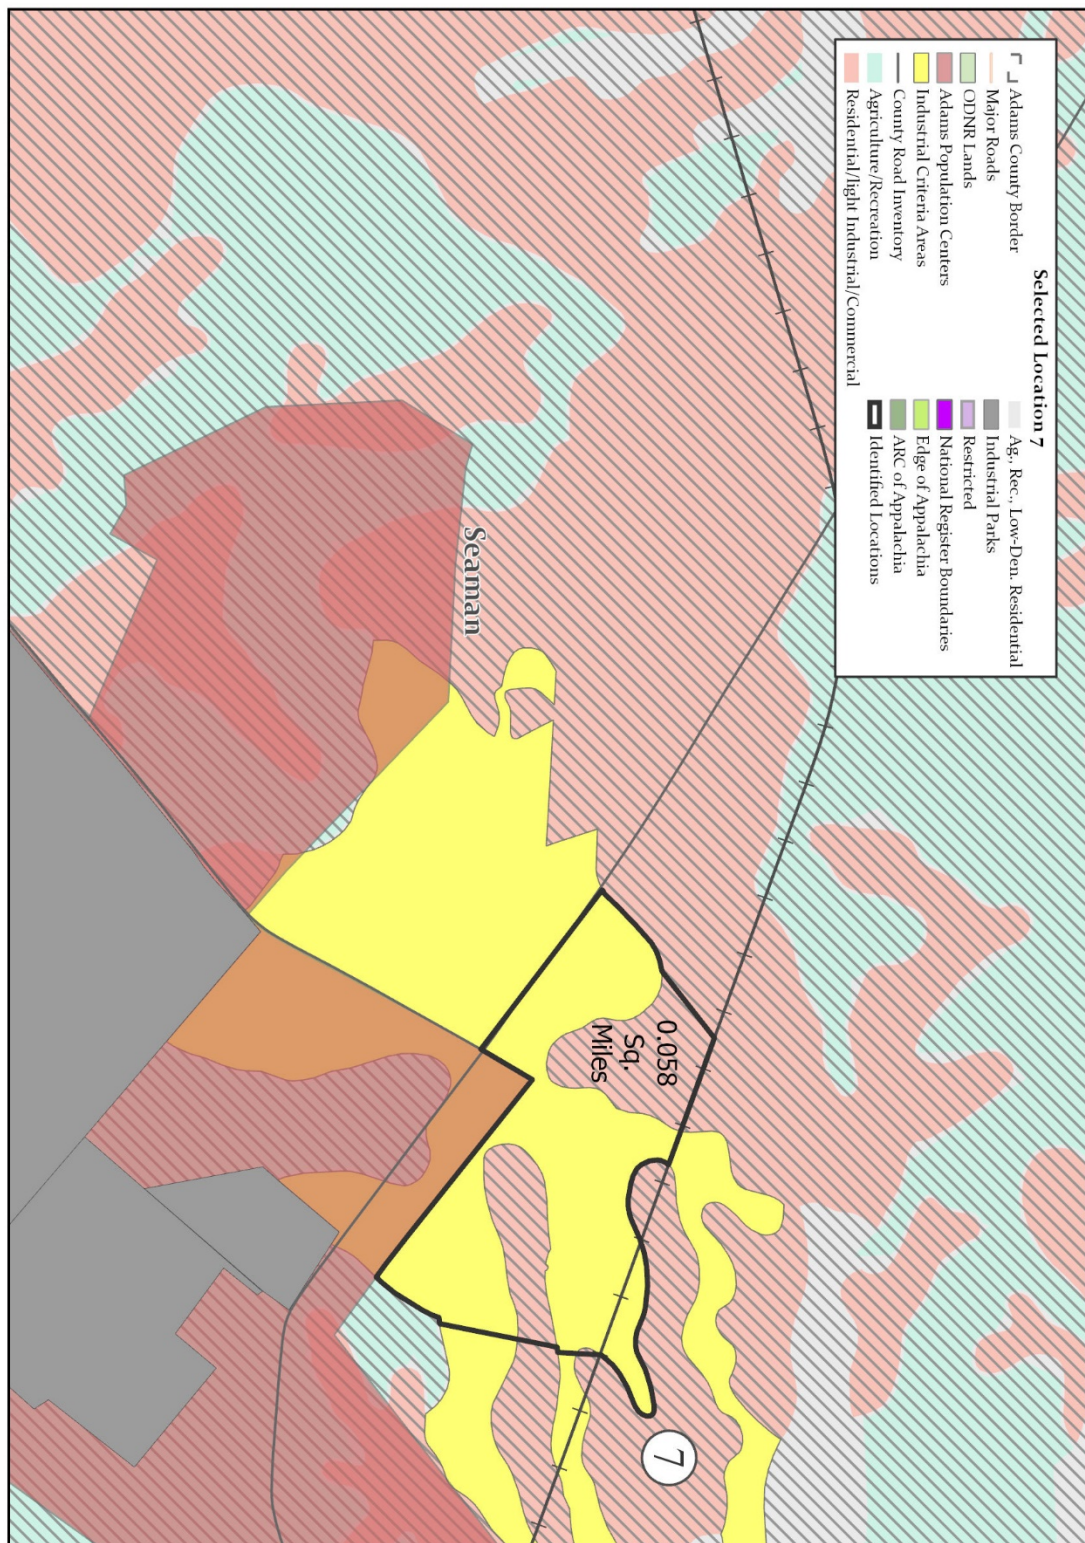 Selected Location 7
Adams County Border
Major Roads
ODNR Lands
Adams Population Centers
Industrial Criteria Areas
County Road Inventory
Agriculture/Recreation
Residential/light Industrial/Commercial
Ag., Rec., Low-Den. Residential
Industrial Parks
Restricted
National Register Boundaries
Edge of Appalachia
ARC of Appalachia
Identified Locations
Seaman
0.058
Sq.
Miles
7